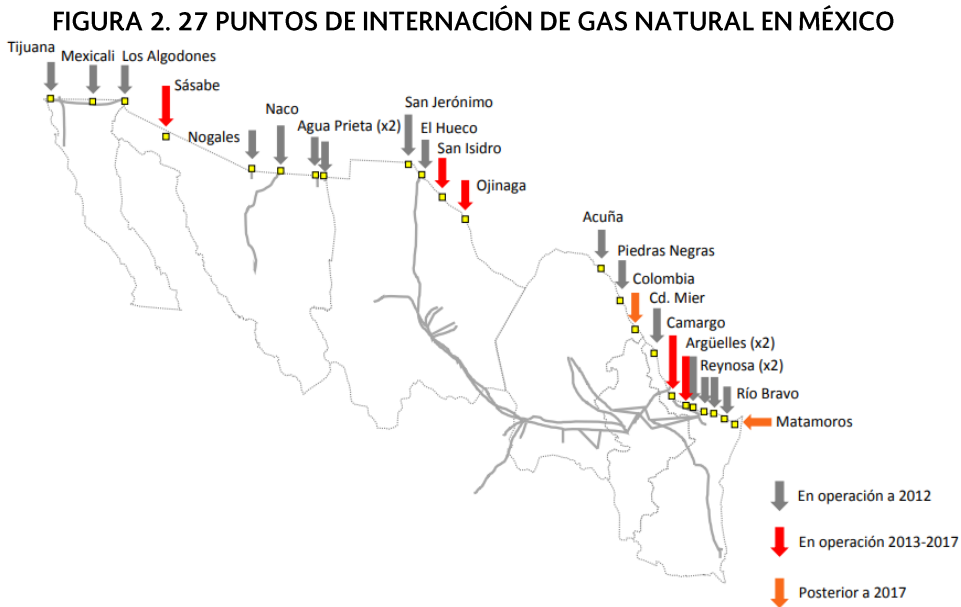 FIGURA 2. 27 PUNTOS DE INTERNACIÓN DE GAS NATURAL EN MÉXICO
Tijuana
Mexicali
Los Algodones
Sásabe
Nogales
Naco
Agua Prieta (x2)
San Jerónimo
El Hueco
San Isidro
Ojinaga
Acuña
Piedras Negras
Colombia
Cd. Mier
Camargo
Argüelles (x2)
Reynosa (x2)
Río Bravo
Matamoros
En operación a 2012
En operación 2013-2017
Posterior a 2017